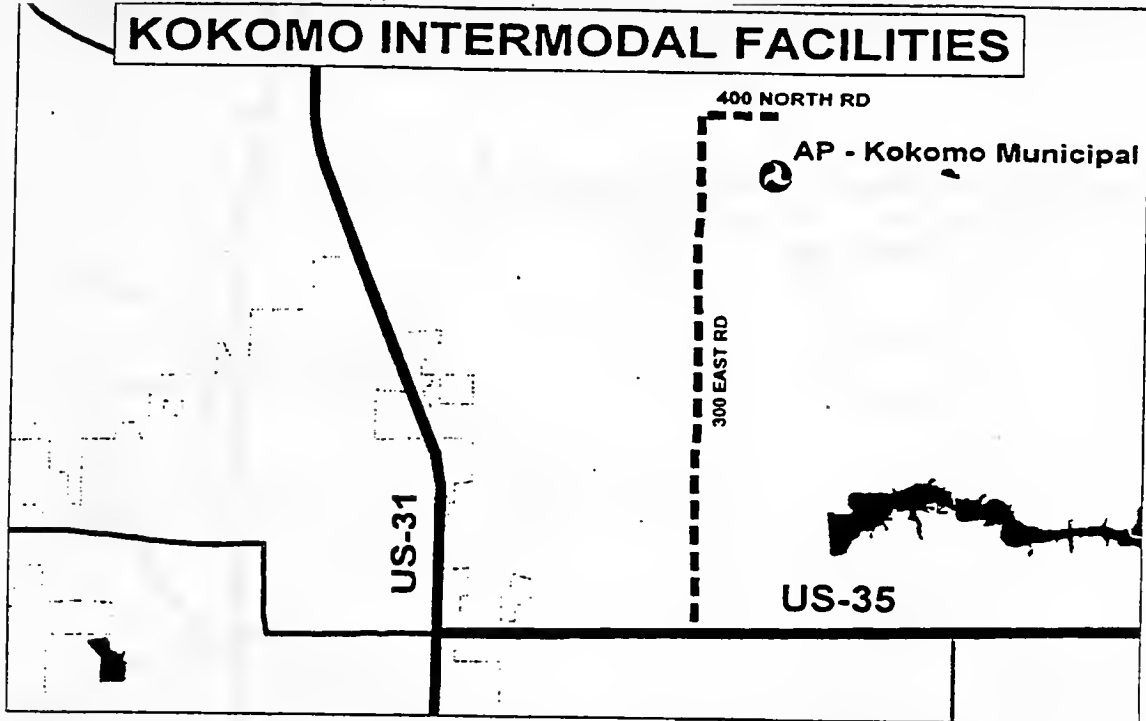 KOKOMO INTERMODAL FACILITIES
400 NORTH RD
AP - Kokomo Municipal
300 EAST RD
US-31
US-35